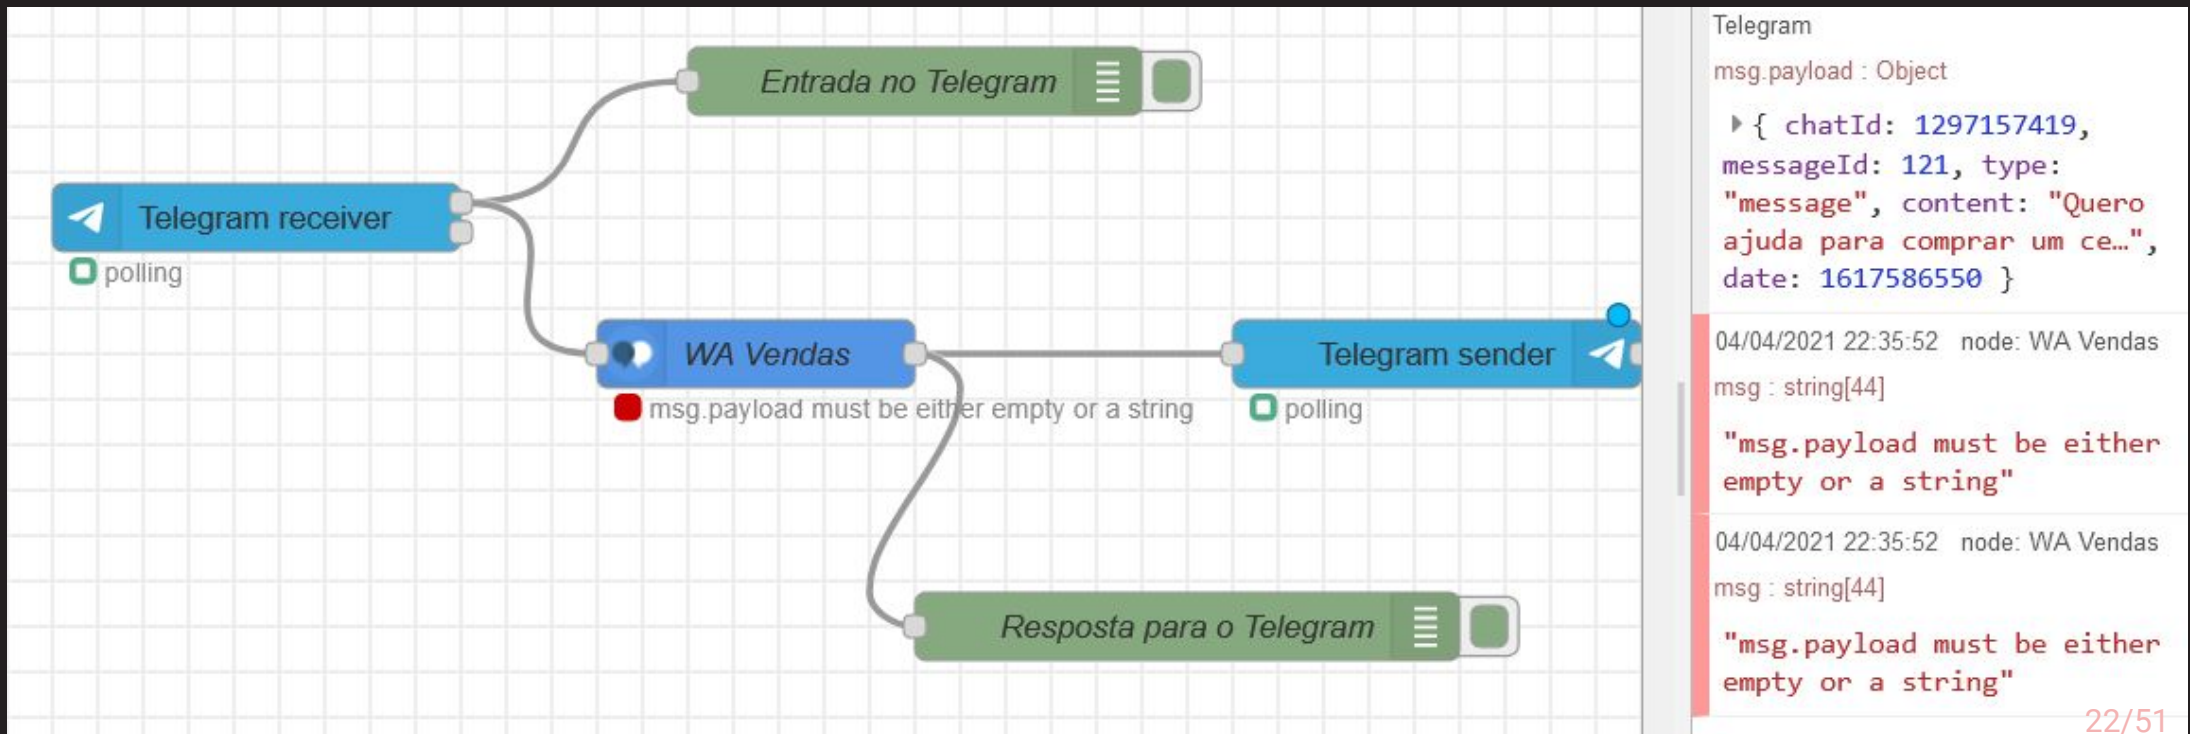 Entrada no Telegram
Telegram receiver
polling
WA Vendas
msg.payload must be either empty or a string
Telegram sender
polling
Resposta para o Telegram
Telegram
msg.payload : Object
{ chatId: 1297157419,
messageId: 121, type:
"message", content: "Quero
ajuda para comprar um ce…",
date: 1617586550 }
04/04/2021 22:35:52 node: WA Vendas
msg : string[44]
"msg.payload must be either
empty or a string"
04/04/2021 22:35:52 node: WA Vendas
msg : string[44]
"msg.payload must be either
empty or a string"
22/51